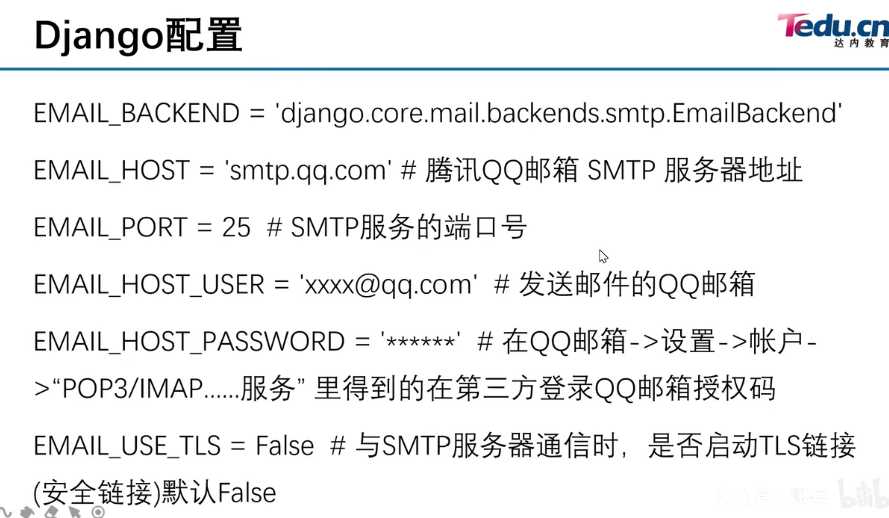 Django配置
Tedu.cn
达内教育
EMAIL_BACKEND = 'django.core.mail.backends.smtp.EmailBackend'
EMAIL_HOST = 'smtp.qq.com' # 腾讯QQ邮箱 SMTP 服务器地址
EMAIL_PORT = 25  # SMTP服务的端口号
EMAIL_HOST_USER = 'xxxx@qq.com'  # 发送邮件的QQ邮箱
EMAIL_HOST_PASSWORD = '******'  # 在QQ邮箱->设置->帐户-
>“POP3/IMAP......服务” 里得到的在第三方登录QQ邮箱授权码
EMAIL_USE_TLS = False  # 与SMTP服务器通信时，是否启动TLS链接
(安全链接)默认False